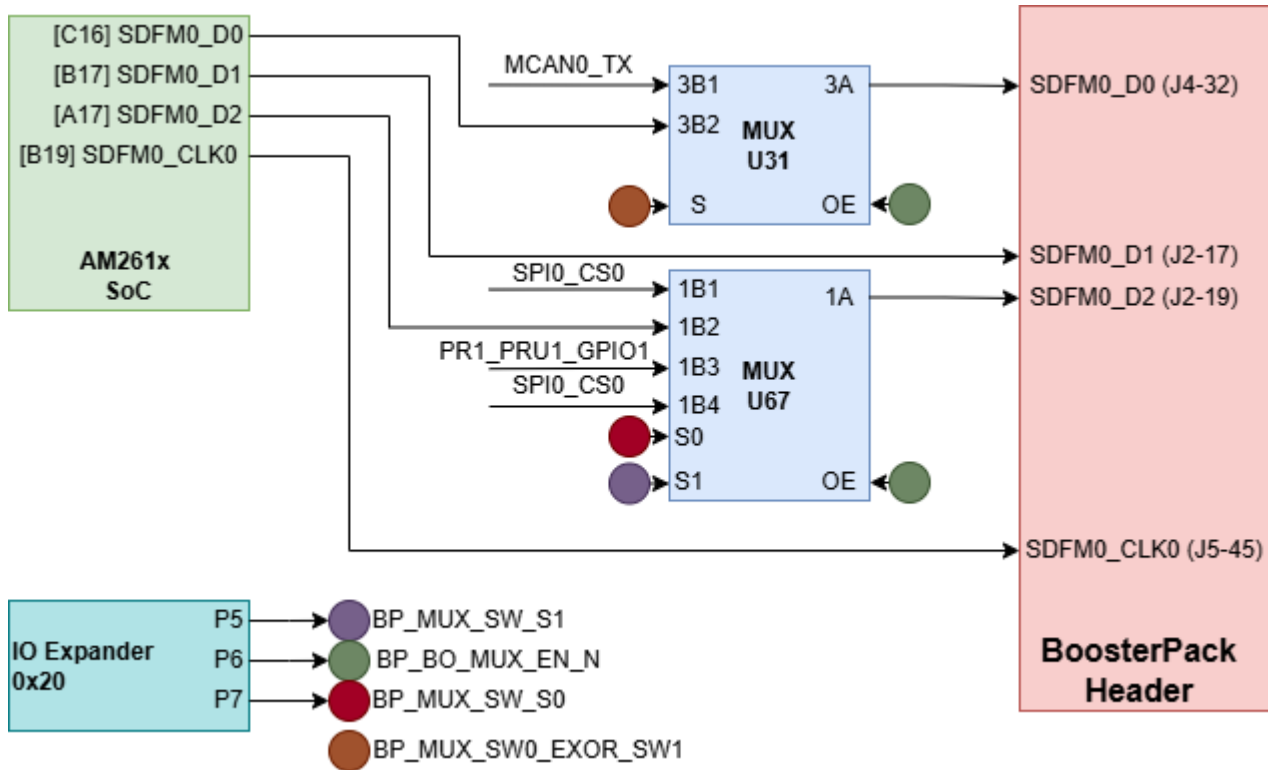 [C16] SDFM0_D0
[B17] SDFM0_D1
[A17] SDFM0_D2
[B19] SDFM0_CLK0
AM261x
SoC
MCAN0_TX
3B1
3A
3B2
MUX
U31
S
OE
SPI0_CS0
1B1
1A
1B2
PR1_PRU1_GPIO1
1B3
MUX
SPI0_CS0
1B4
U67
S0
S1
OE
SDFM0_D0 (J4-32)
SDFM0_D1 (J2-17)
SDFM0_D2 (J2-19)
SDFM0_CLK0 (J5-45)
BoosterPack
Header
IO Expander
0x20
P5
BP_MUX_SW_S1
P6
BP_BO_MUX_EN_N
P7
BP_MUX_SW_S0
BP_MUX_SW0_EXOR_SW1